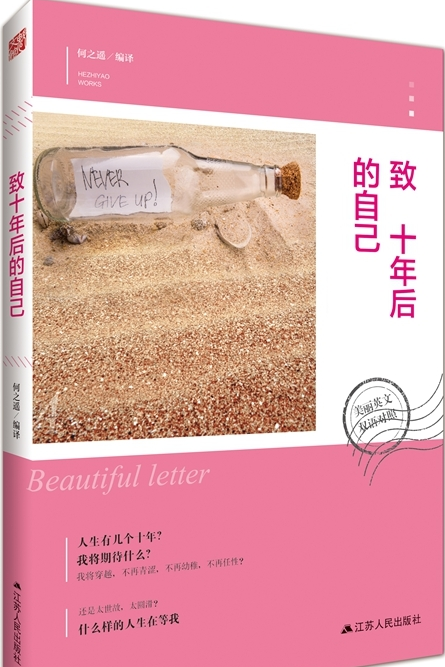 何之遥／编译
HEZHIYAO
WORKS
致 十年后
的自己
NEVER
GIVE UP!
美丽英文
双语对照
Beautiful letter
人生有几个十年?
我将期待什么?
我将穿越,不再青涩,不再幼稚,不再任性?
还是太世故,太圆滑?
什么样的人生在等我
江苏人民出版社
致十年后的自己
何之遥／编译
江苏人民出版社